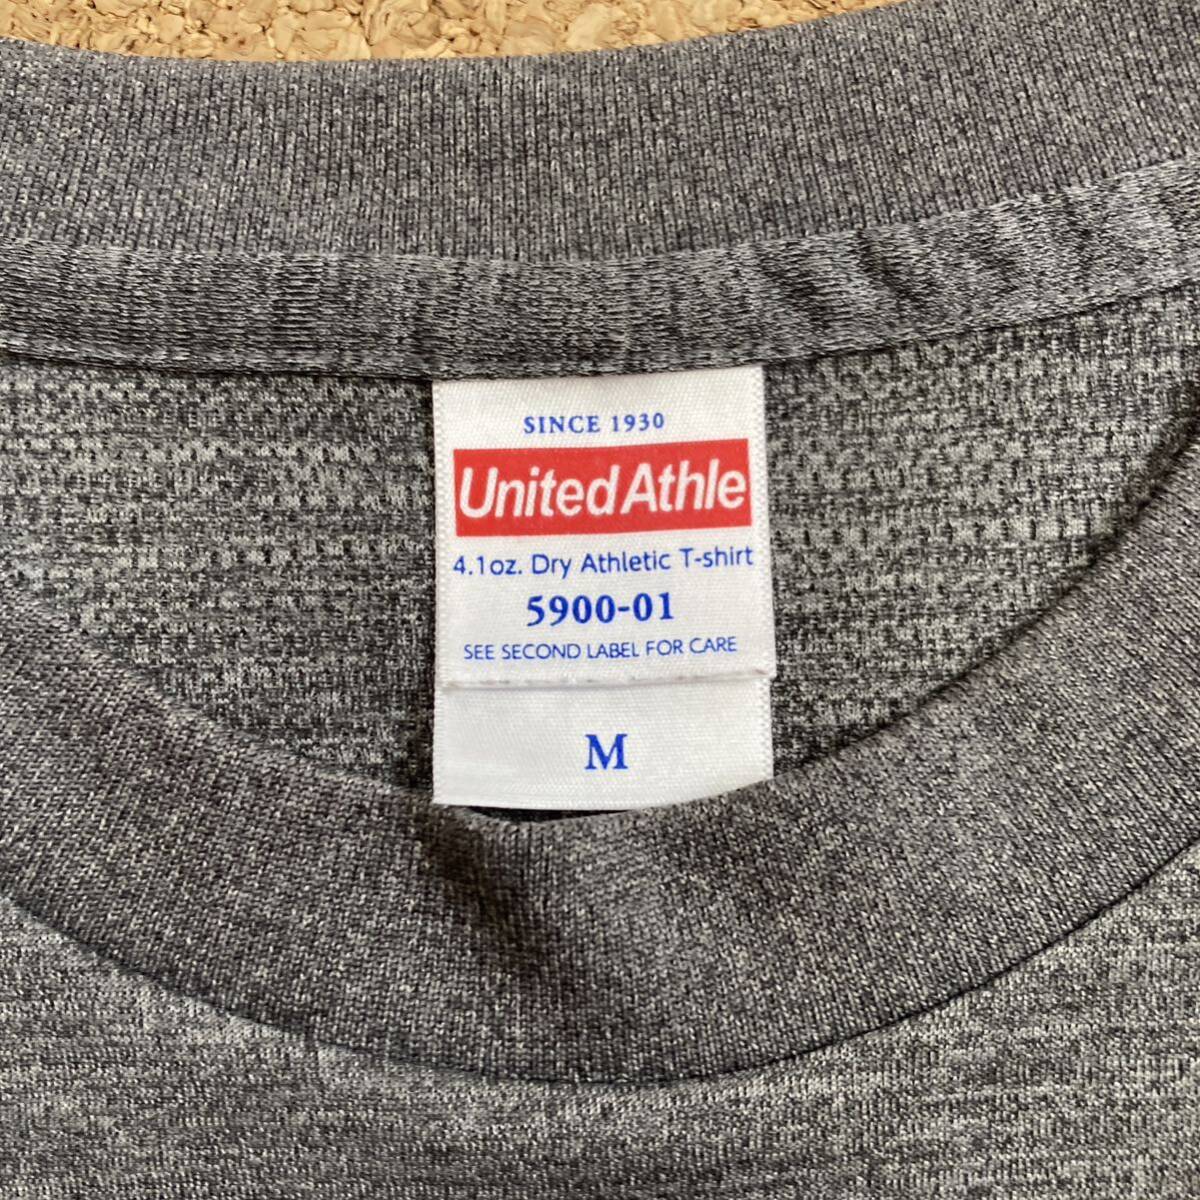 SINCE 1930
United Athle
4.1oz. Dry Athletic T-shirt
5900-01
SEE SECOND LABEL FOR CARE
M